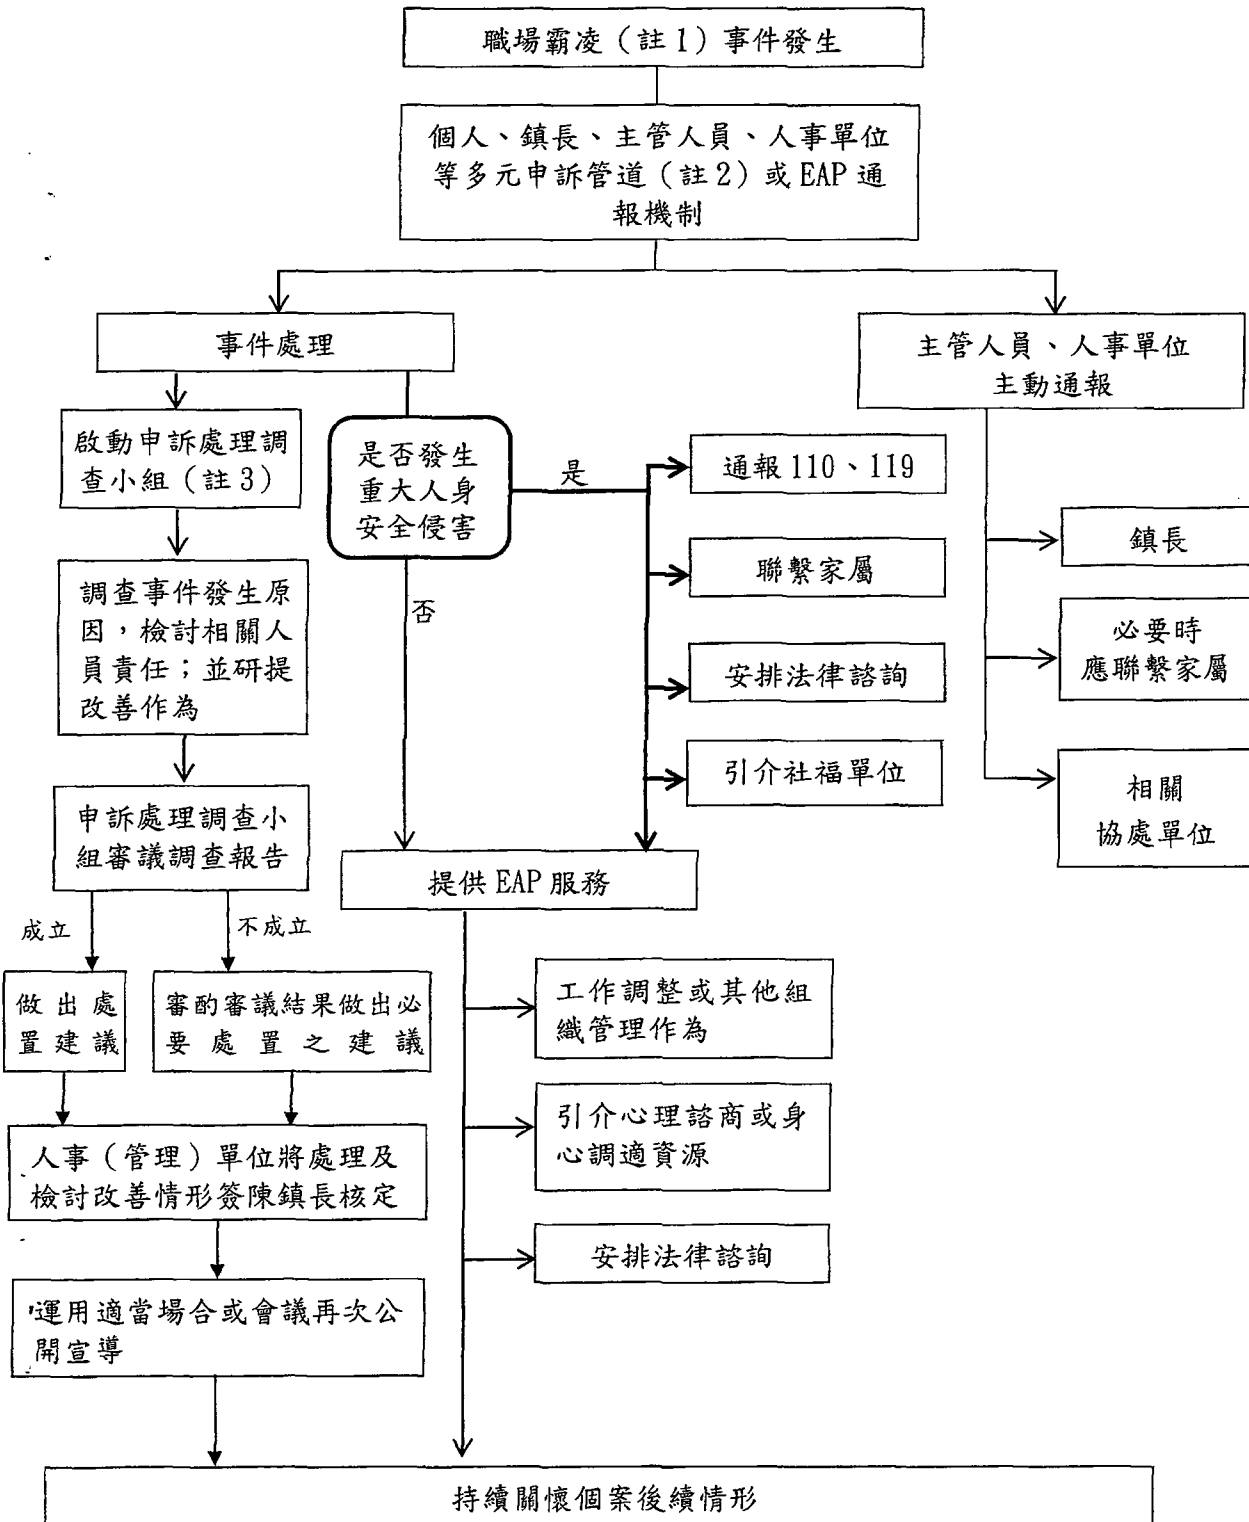 職場霸凌（註1）事件發生
個人、鎮長、主管人員、人事單位
等多元申訴管道（註2）或EAP通
報機制
事件處理
主管人員、人事單位
主動通報
啟動申訴處理調
查小組（註3）
是否發生
重大人身
安全侵害
是
否
通報110、119
聯繫家屬
安排法律諮詢
引介社福單位
鎮長
必要時
應聯繫家屬
相關
協處單位
調查事件發生原
因，檢討相關人
員責任；並研提
改善作為
申訴處理調查小
組審議調查報告
成立
不成立
做出處
置建議
審酌審議結果做出必
要處置之建議
提供EAP服務
工作調整或其他組
織管理作為
引介心理諮商或身
心調適資源
安排法律諮詢
人事（管理）單位將處理及
檢討改善情形簽陳鎮長核定
運用適當場合或會議再次公
開宣導
持續關懷個案後續情形